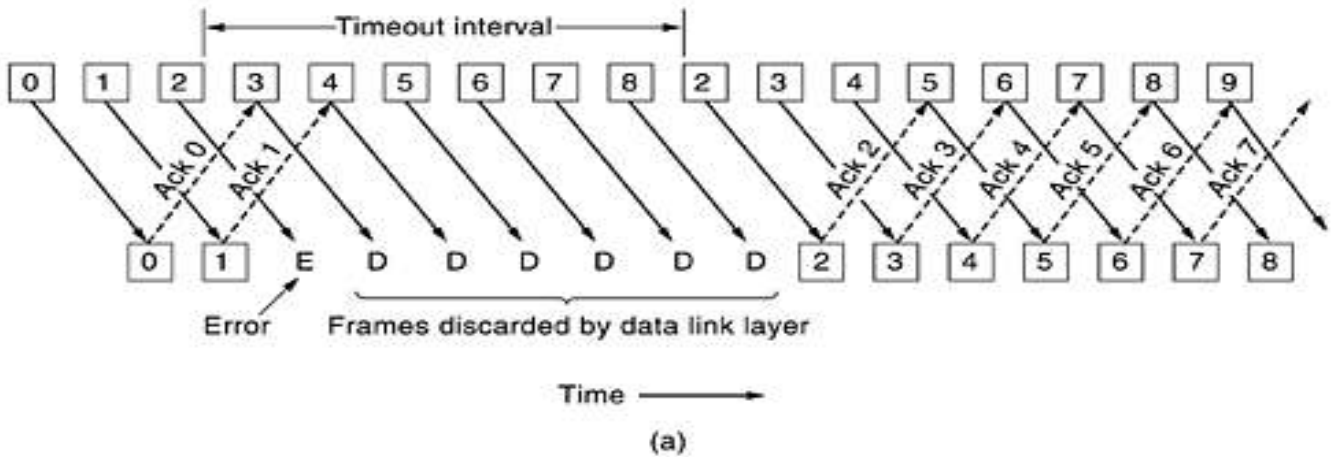 Timeout interval
0 1 2 3 4 5 6 7 8 2 3 4 5 6 7 8 9
Ack 0 Ack 1 Ack 2 Ack 3 Ack 4 Ack 5 Ack 6 Ack 7
0 1 E D D D D D D 2 3 4 5 6 7 8
Error Frames discarded by data link layer
Time
(a)